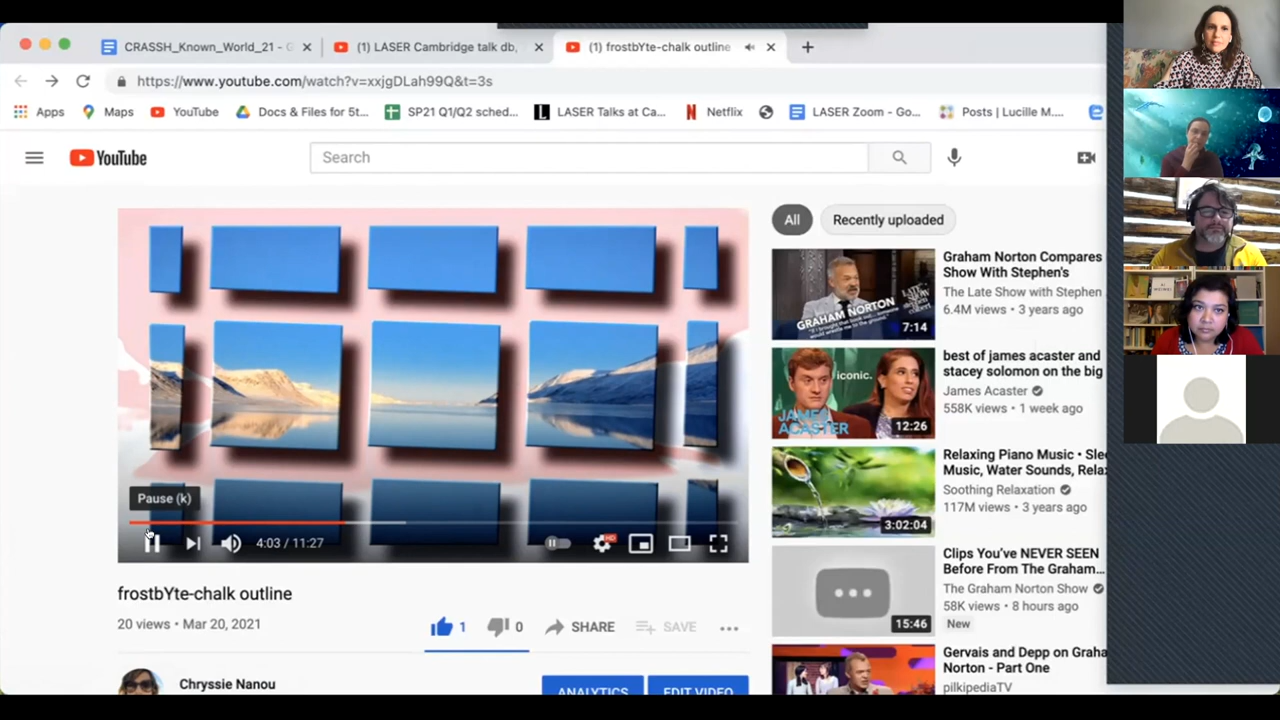 CRASSH_Known_World_21 - G
(1) LASER Cambridge talk db,
(1) frostbYte-chalk outline
https://www.youtube.com/watch?v=xxjgDLah99Q&t=3s
Apps
Maps
YouTube
Docs & Files for 5t...
SP21 Q1/Q2 sched...
LASER Talks at Ca...
Netflix
LASER Zoom - Go...
Posts | Lucille M....
YouTube
Search
All
Recently uploaded
GRAHAM NORTON
7:14
Graham Norton Compares
Show With Stephen's
The Late Show with Stephen
6.4M views • 3 years ago
iconic.
JAMES
ACASTER
12:26
best of james acaster and
stacey solomon on the big
James Acaster
558K views • 1 week ago
3:02:04
Relaxing Piano Music • Slee
Music, Water Sounds, Relax
Soothing Relaxation
117M views • 3 years ago
15:46
Clips You've NEVER SEEN
Before From The Graham...
The Graham Norton Show
58K views • 8 hours ago
New
Gervais and Depp on Graha
Norton - Part One
pilkipediaTV
Pause (k)
4:03 / 11:27
HD
frostbYte-chalk outline
20 views • Mar 20, 2021
1
0
SHARE
SAVE
Chryssie Nanou
ANALYTICS
EDIT VIDEO